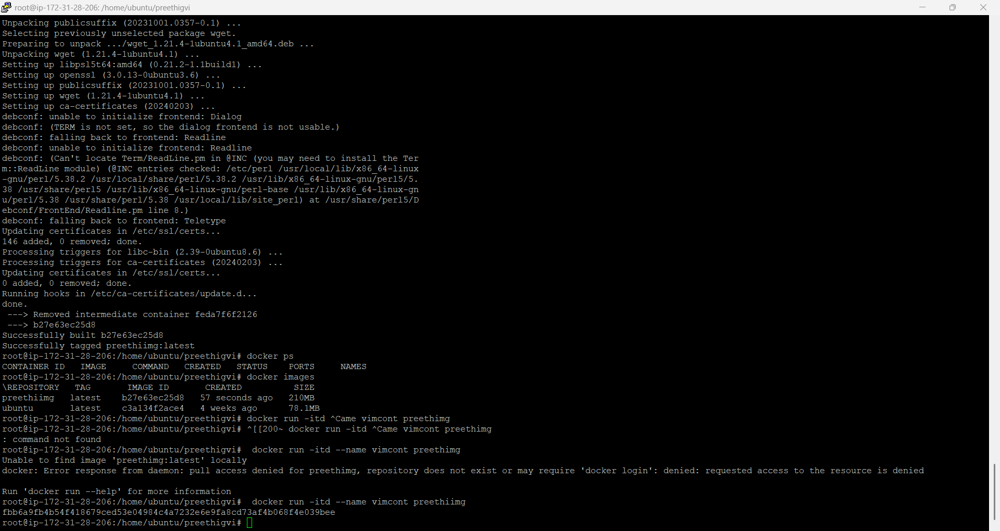 root@ip-172-31-28-206: /home/ubuntu/preethigvi
Unpacking publicsuffix (20231001.0357-0.1) ...
Selecting previously unselected package wget.
Preparing to unpack .../wget_1.21.4-1ubuntu4.1_amd64.deb ...
Unpacking wget (1.21.4-1ubuntu4.1) ...
Setting up libpsl5t64:amd64 (0.21.2-1.1build1) ...
Setting up openssl (3.0.13-0ubuntu3.6) ...
Setting up publicsuffix (20231001.0357-0.1) ...
Setting up wget (1.21.4-1ubuntu4.1) ...
Setting up ca-certificates (20240203) ...
debconf: unable to initialize frontend: Dialog
debconf: (TERM is not set, so the dialog frontend is not usable.)
debconf: falling back to frontend: Readline
debconf: unable to initialize frontend: Readline
debconf: (Can't locate Term/ReadLine.pm in @INC (you may need to install the Ter
m::ReadLine module) (@INC entries checked: /etc/perl /usr/local/lib/x86_64-linux
-gnu/perl/5.38.2 /usr/local/share/perl/5.38.2 /usr/lib/x86_64-linux-gnu/perl5/5.
38 /usr/share/perl5 /usr/lib/x86_64-linux-gnu/perl-base /usr/lib/x86_64-linux-gn
u/perl/5.38 /usr/share/perl/5.38 /usr/local/lib/site_perl) at /usr/share/perl5/D
ebconf/FrontEnd/Readline.pm line 8.)
debconf: falling back to frontend: Teletype
Updating certificates in /etc/ssl/certs...
146 added, 0 removed; done.
Processing triggers for libc-bin (2.39-0ubuntu8.6) ...
Processing triggers for ca-certificates (20240203) ...
Updating certificates in /etc/ssl/certs...
0 added, 0 removed; done.
Running hooks in /etc/ca-certificates/update.d...
done.
 ---> Removed intermediate container feda7f6f2126
 ---> b27e63ec25d8
Successfully built b27e63ec25d8
Successfully tagged preethiimg:latest
root@ip-172-31-28-206:/home/ubuntu/preethigvi# docker ps
CONTAINER ID   IMAGE     COMMAND   CREATED   STATUS    PORTS     NAMES
root@ip-172-31-28-206:/home/ubuntu/preethigvi# docker images
\REPOSITORY   TAG       IMAGE ID       CREATED          SIZE
preethiimg   latest    b27e63ec25d8   57 seconds ago   210MB
ubuntu       latest    c3a134f2ace4   4 weeks ago      78.1MB
root@ip-172-31-28-206:/home/ubuntu/preethigvi# docker run -itd ^Came vimcont preethimg
root@ip-172-31-28-206:/home/ubuntu/preethigvi# ^[[200~ docker run -itd ^Came vimcont preethimg
: command not found
root@ip-172-31-28-206:/home/ubuntu/preethigvi#  docker run -itd --name vimcont preethimg
Unable to find image 'preethimg:latest' locally
docker: Error response from daemon: pull access denied for preethimg, repository does not exist or may require 'docker login': denied: requested access to the resource is denied
Run 'docker run --help' for more information
root@ip-172-31-28-206:/home/ubuntu/preethigvi#  docker run -itd --name vimcont preethiimg
fbb6a9fb4b54f418679ced53e04984c4a7232e6e9fa8cd73af4b068f4e039bee
root@ip-172-31-28-206:/home/ubuntu/preethigvi#